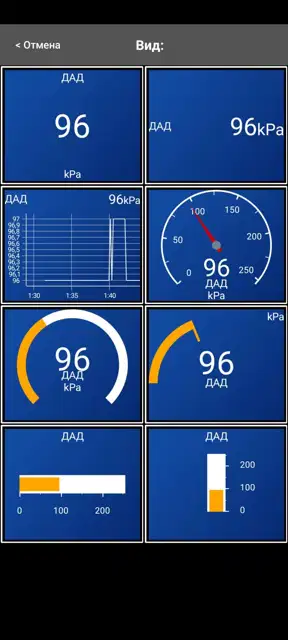 < Отмена
Вид:
ДАД
96
kPa
ДАД
96kPa
ДАД
96kPa
97
96,9
96,8
96,7
96,6
96,5
96,4
96,3
96,2
96,1
96
1:30
1:35
1:40
0
50
100
150
200
250
96
ДАД
kPa
96
ДАД
kPa
kPa
96
ДАД
ДАД
0
100
200
ДАД
200
100
0